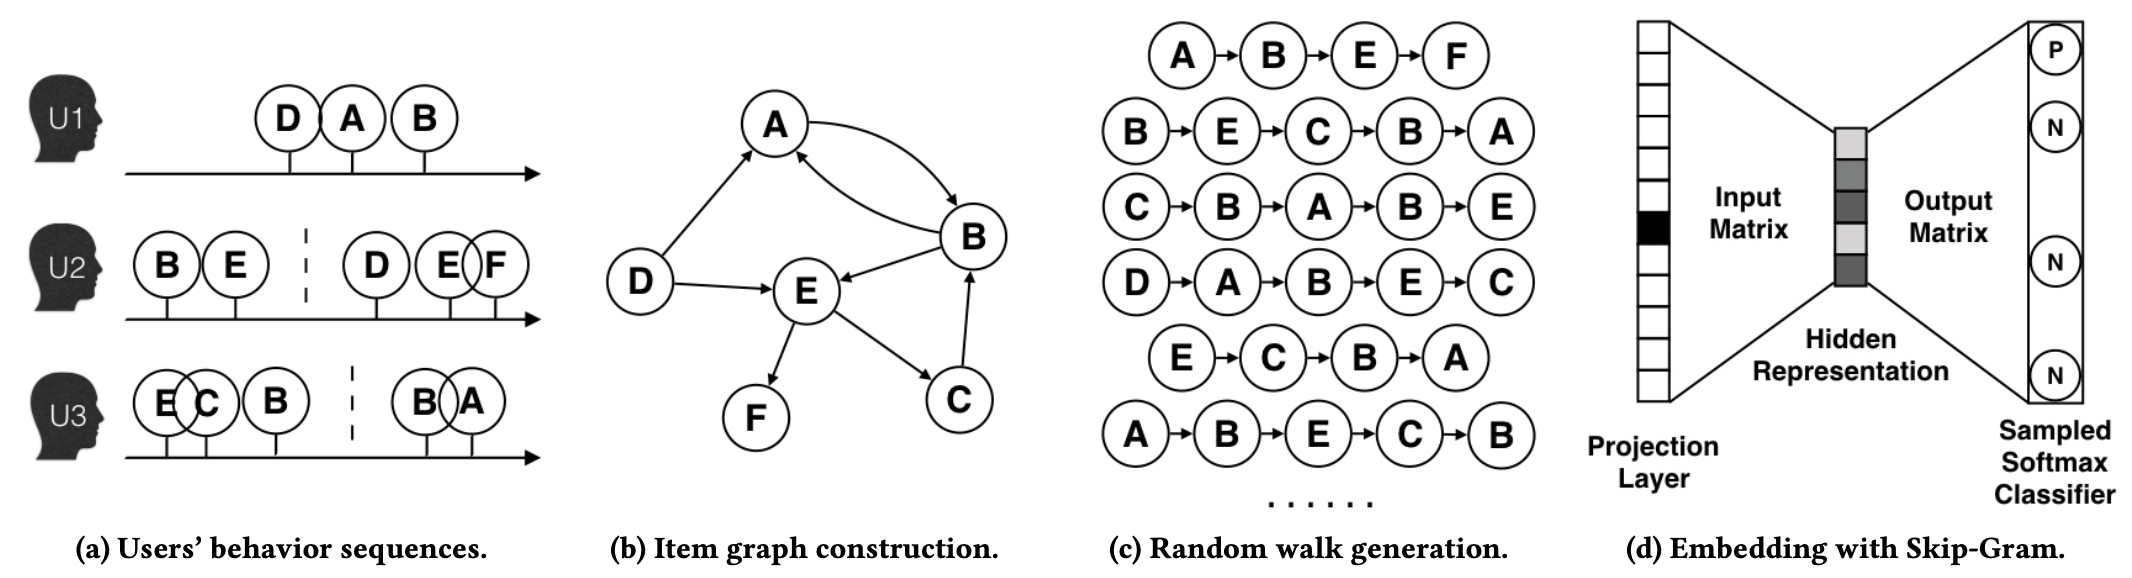 U1
D A B
U2
B E D E F
U3
E C B B A
(a) Users' behavior sequences.
A
B
D
E
C
F
(b) Item graph construction.
A B E F
B E C B A
C B A B E
D A B E C
E C B A
A B E C B
......
(c) Random walk generation.
Projection
Layer
Input
Matrix
Hidden
Representation
Output
Matrix
P
N
N
N
Sampled
Softmax
Classifier
(d) Embedding with Skip-Gram.